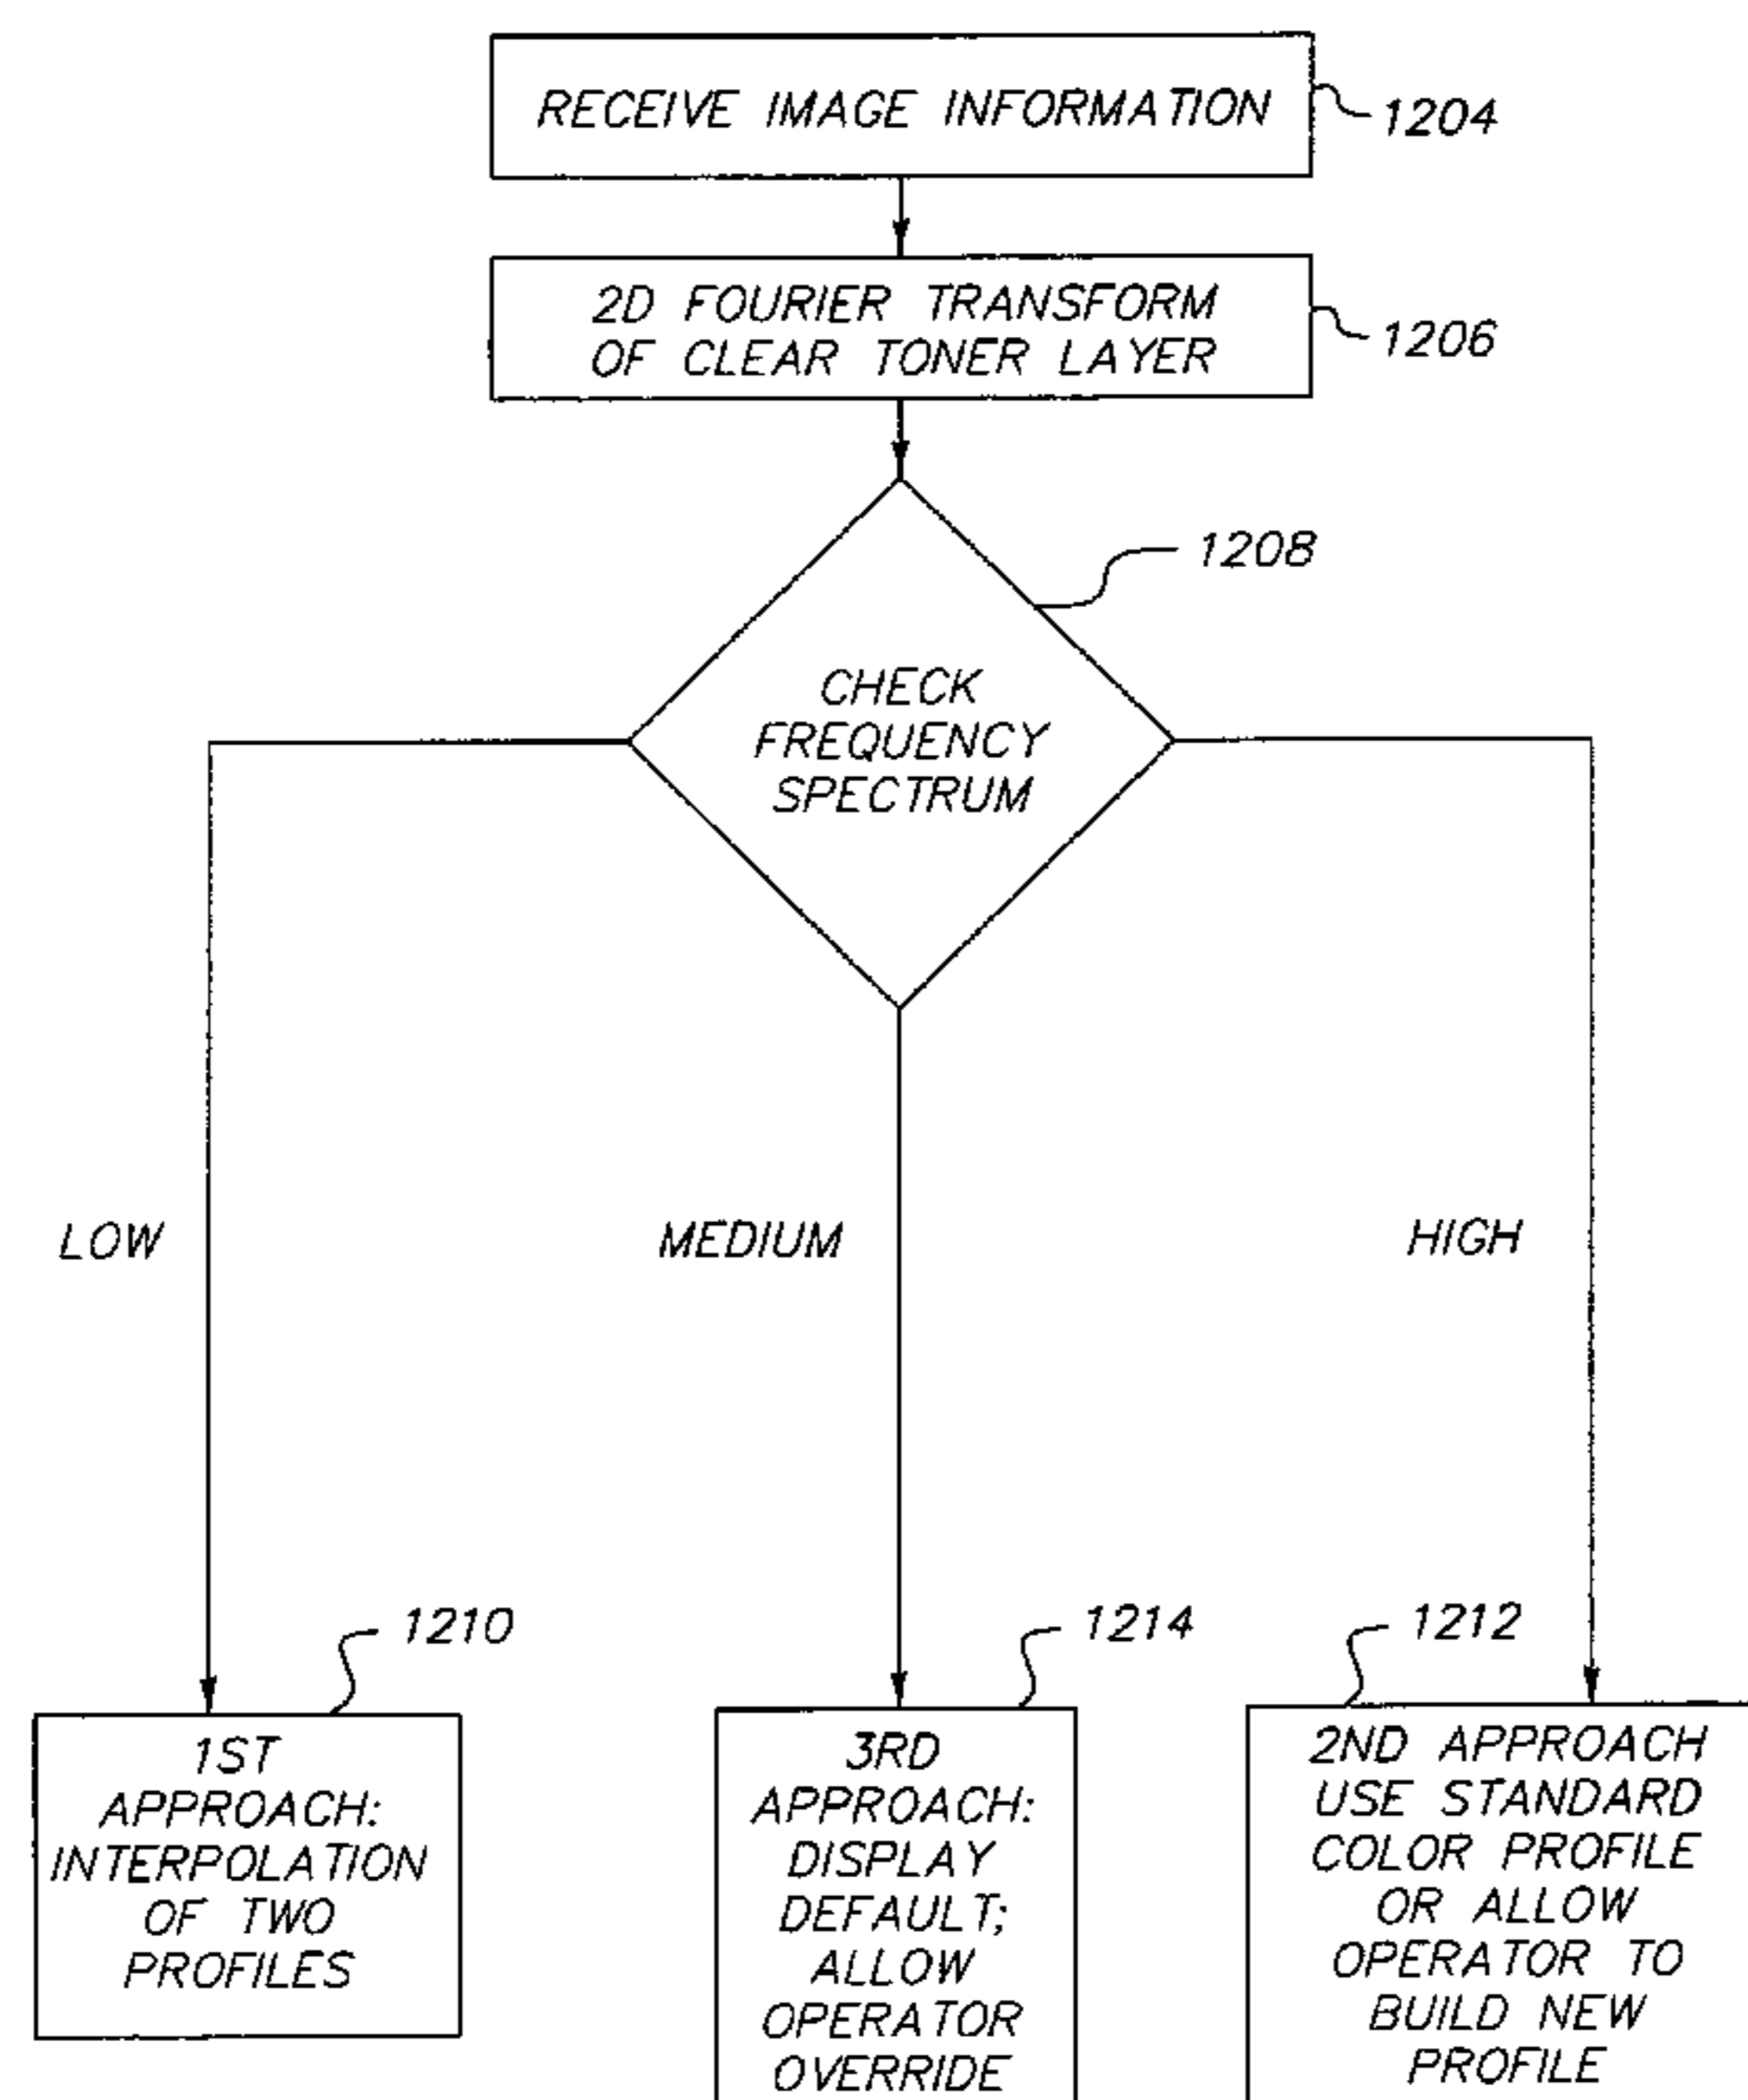 RECEIVE IMAGE INFORMATION
1204
2D FOURIER TRANSFORM
OF CLEAR TONER LAYER
1206
1208
CHECK
FREQUENCY
SPECTRUM
LOW
MEDIUM
HIGH
1210
1ST
APPROACH:
INTERPOLATION
OF TWO
PROFILES
1214
3RD
APPROACH:
DISPLAY
DEFAULT;
ALLOW
OPERATOR
OVERRIDE
1212
2ND APPROACH
USE STANDARD
COLOR PROFILE
OR ALLOW
OPERATOR TO
BUILD NEW
PROFILE